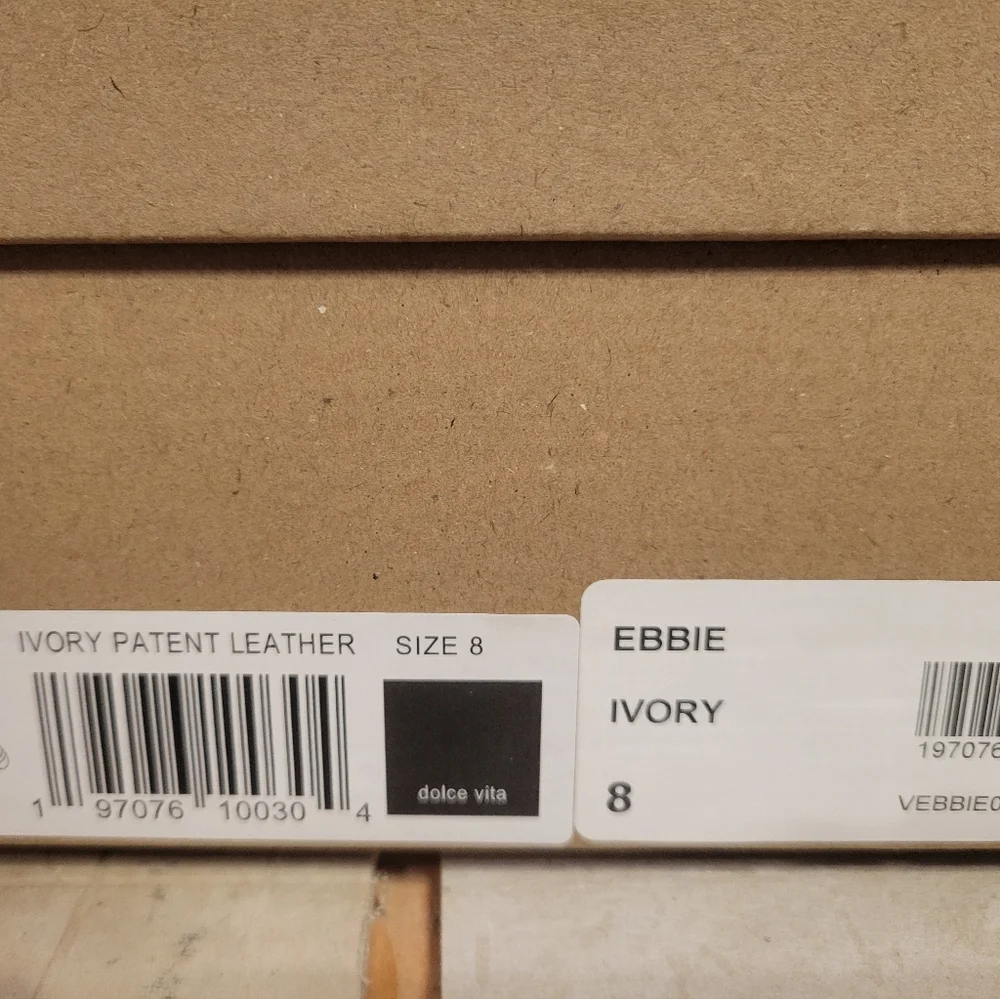 IVORY PATENT LEATHER SIZE 8
1 97076 10030 4
dolce vita
EBBIE
IVORY
8
197076
VEBBIE0